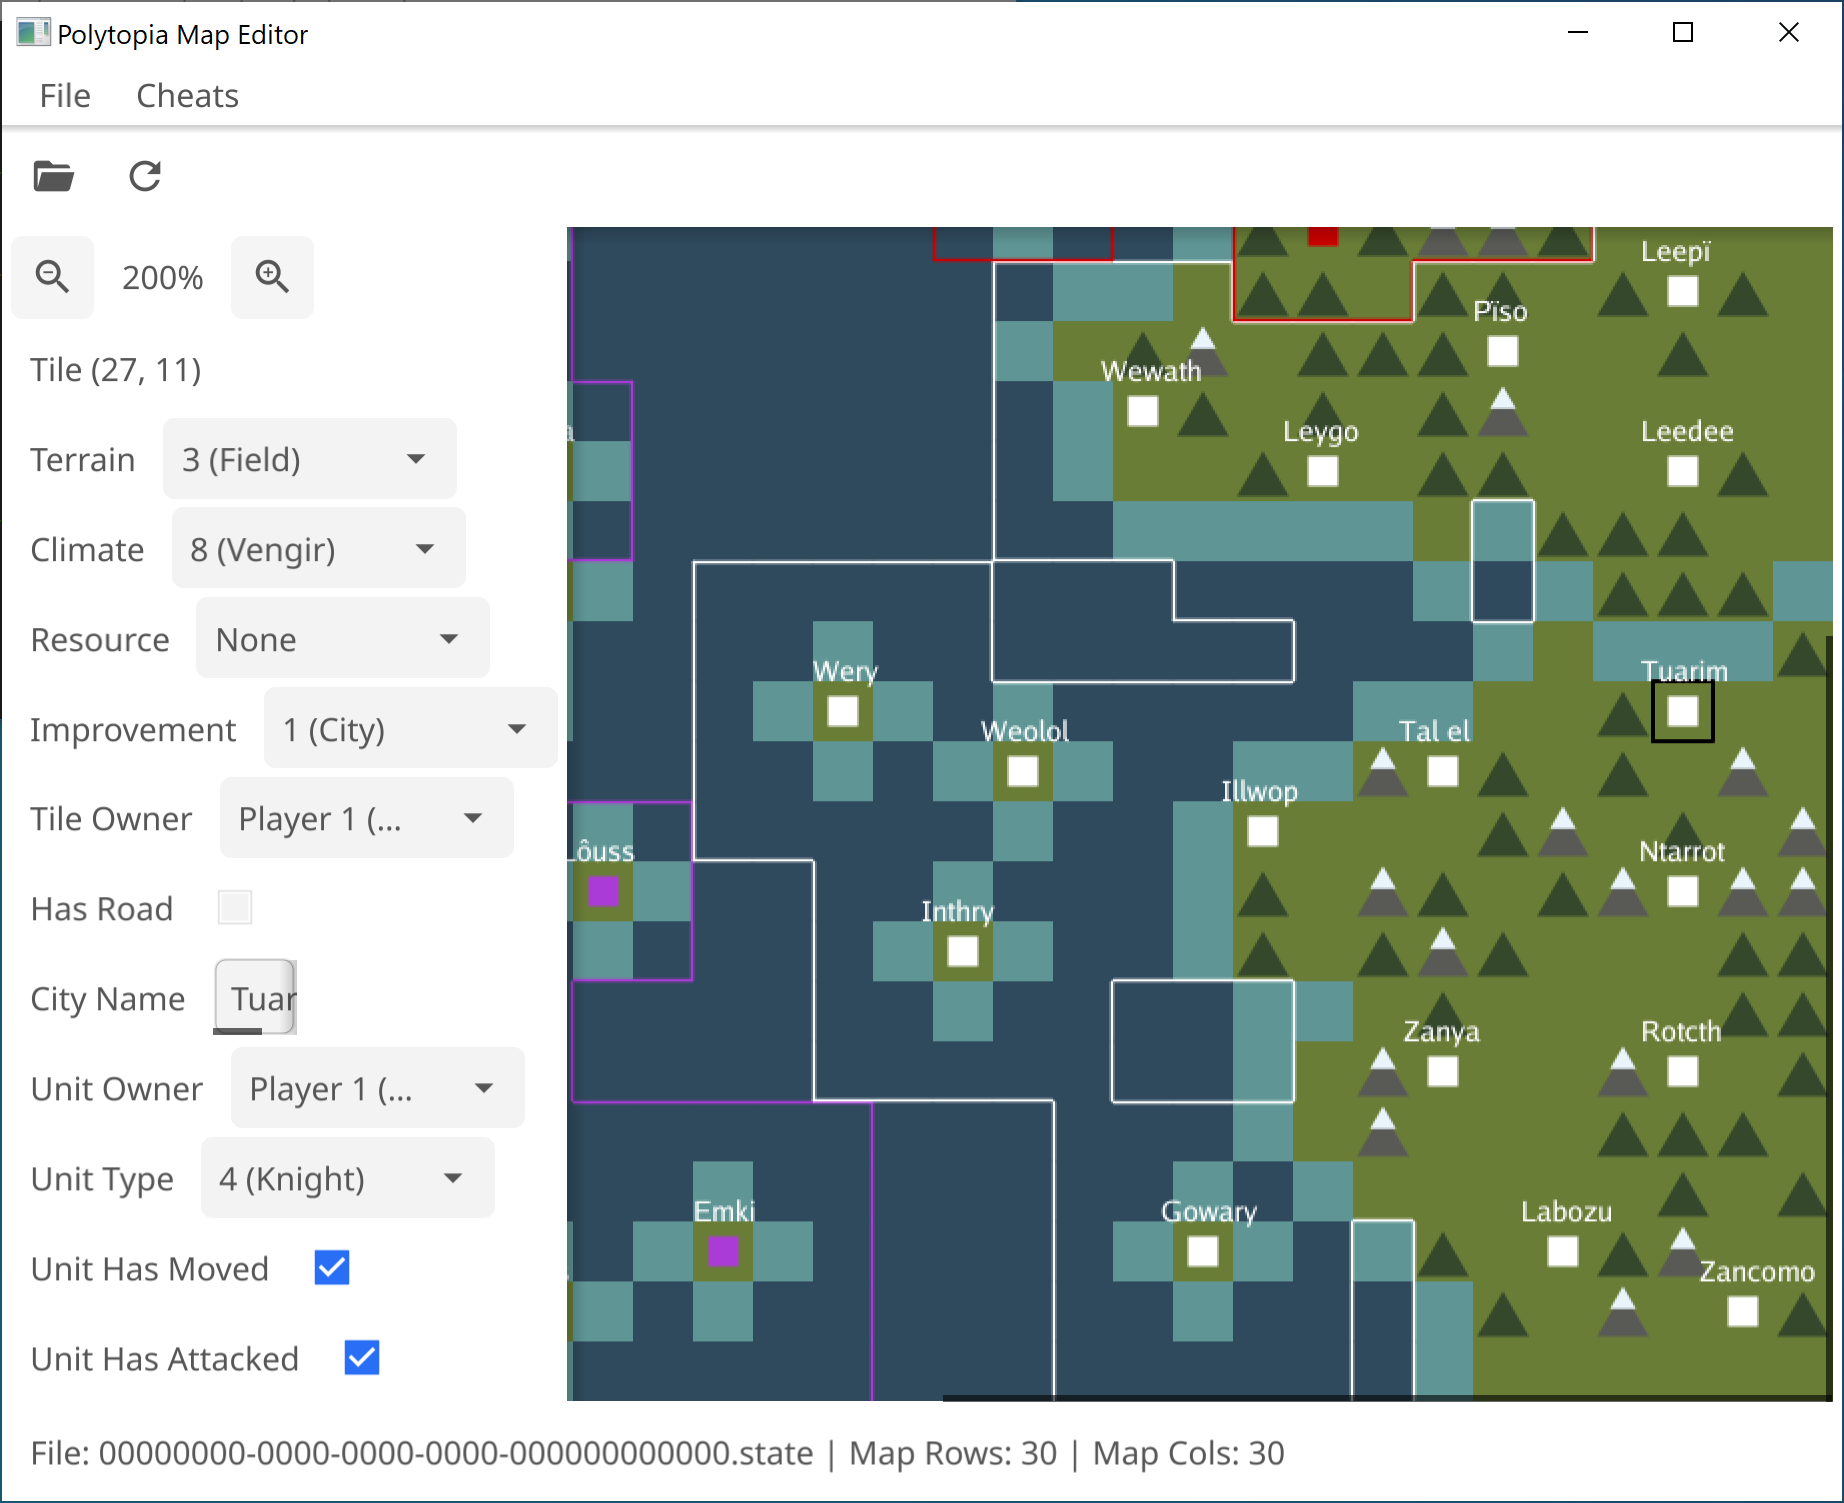 Polytopia Map Editor
File Cheats
200%
Tile (27, 11)
Terrain 3 (Field)
Climate 8 (Vengir)
Resource None
Improvement 1 (City)
Tile Owner Player 1 (...
Has Road
City Name Tuar
Unit Owner Player 1 (...
Unit Type 4 (Knight)
Unit Has Moved
Unit Has Attacked
Leepï
Pïso
Wewath
Leygo
Leedee
Wery
Tuarim
Weolol
Tal el
Illwop
Lôuss
Ntarrot
Inthry
Zanya
Rotcth
Emki
Gowary
Labozu
Zancomo
File: 00000000-0000-0000-0000-000000000000.state | Map Rows: 30 | Map Cols: 30